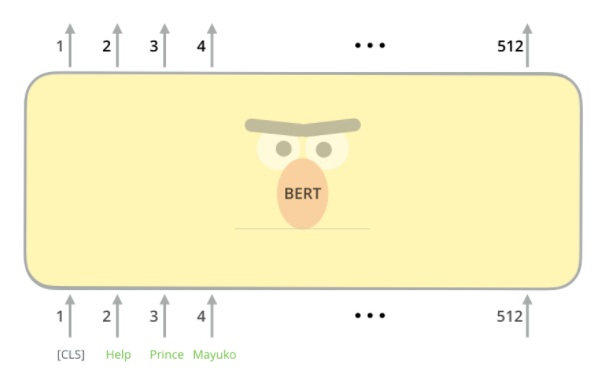 1 2 3 4 ••• 512
BERT
1 2 3 4 ••• 512
[CLS] Help Prince Mayuko